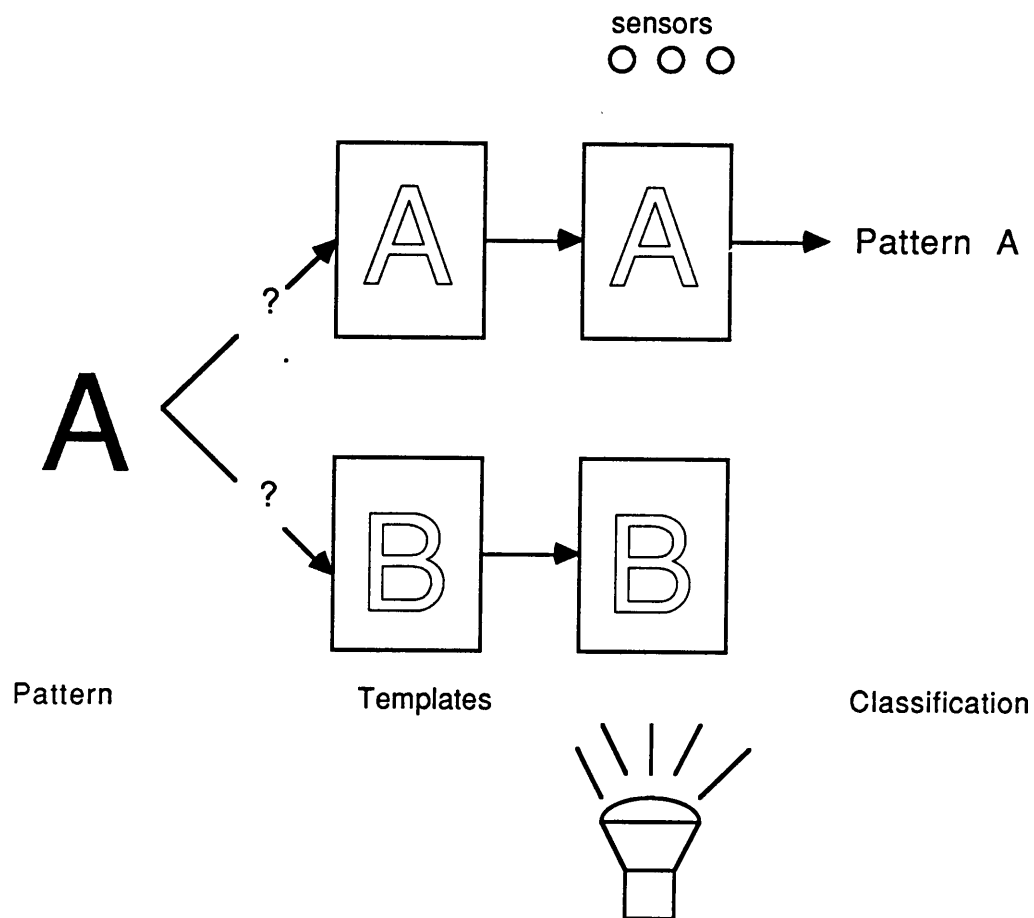 sensors
A
A
Pattern A
?
A
?
B
B
Pattern
Templates
Classification